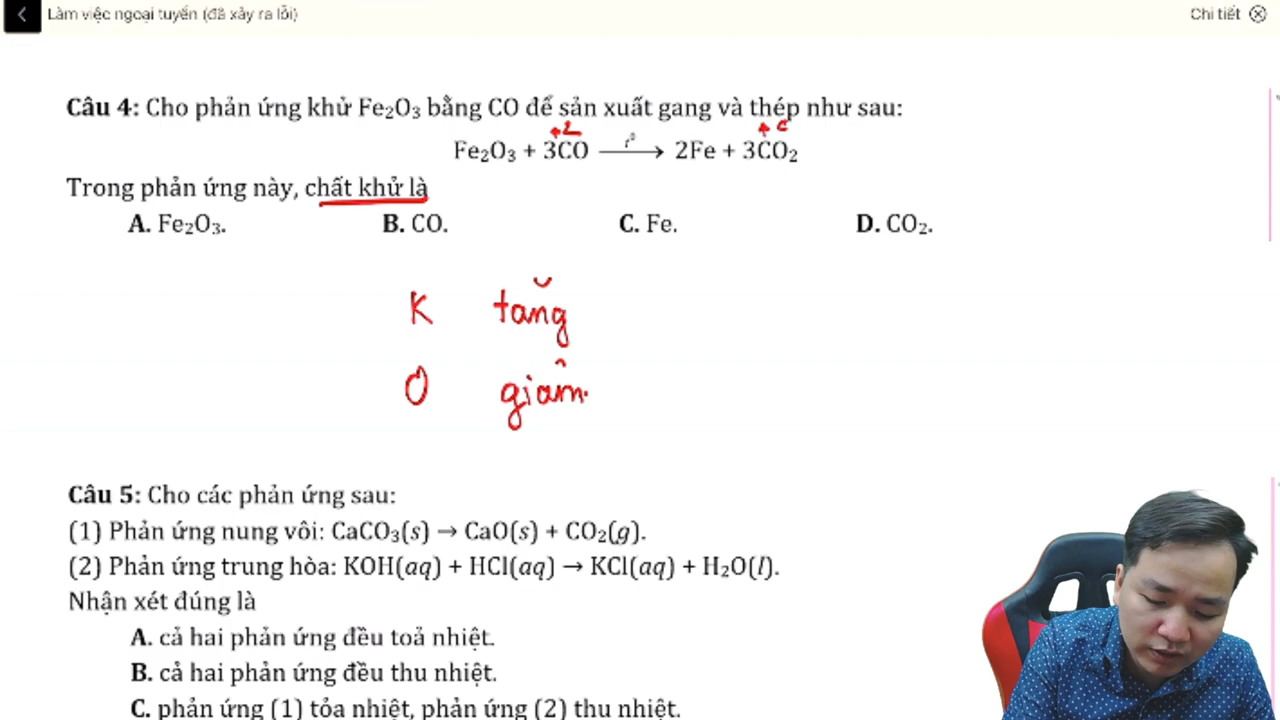 Làm việc ngoại tuyến (đã xảy ra lỗi)
Chi tiết
Câu 4: Cho phản ứng khử Fe₂O₃ bằng CO để sản xuất gang và thép như sau:
+2
Fe₂O₃ + 3CO t° → 2Fe + 3CO₂
Trong phản ứng này, chất khử là
A. Fe₂O₃. B. CO. C. Fe. D. CO₂.
K tăng
O giảm.
Câu 5: Cho các phản ứng sau:
(1) Phản ứng nung vôi: CaCO₃(s) → CaO(s) + CO₂(g).
(2) Phản ứng trung hòa: KOH(aq) + HCl(aq) → KCl(aq) + H₂O(l).
Nhận xét đúng là
A. cả hai phản ứng đều toả nhiệt.
B. cả hai phản ứng đều thu nhiệt.
C. phản ứng (1) tỏa nhiệt, phản ứng (2) thu nhiệt.